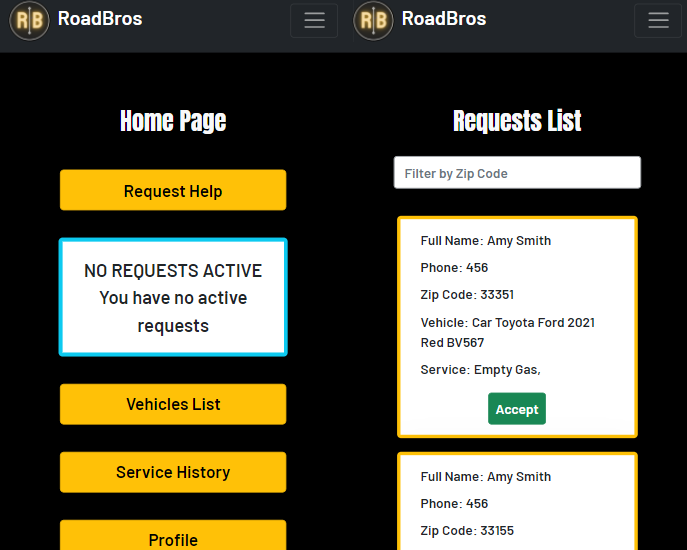 RB RoadBros
Home Page
Request Help
NO REQUESTS ACTIVE
You have no active
requests
Vehicles List
Service History
Profile
RB RoadBros
Requests List
Filter by Zip Code
Full Name: Amy Smith
Phone: 456
Zip Code: 33351
Vehicle: Car Toyota Ford 2021
Red BV567
Service: Empty Gas,
Accept
Full Name: Amy Smith
Phone: 456
Zip Code: 33155